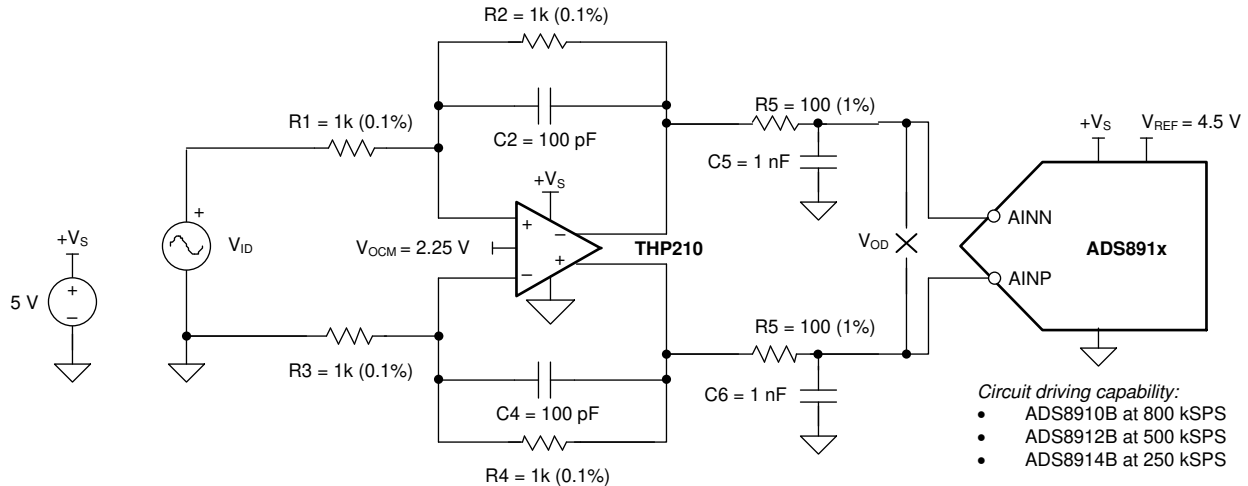 R2 = 1k (0.1%)
R1 = 1k (0.1%)
C2 = 100 pF
R5 = 100 (1%)
C5 = 1 nF
+VS
VREF = 4.5 V
+
VID
+VS
+
−
VOCM = 2.25 V
−
+
THP210
VOD
AINN
ADS891x
AINP
+VS
5 V
+
−
R3 = 1k (0.1%)
C4 = 100 pF
R4 = 1k (0.1%)
R5 = 100 (1%)
C6 = 1 nF
Circuit driving capability:
• ADS8910B at 800 kSPS
• ADS8912B at 500 kSPS
• ADS8914B at 250 kSPS